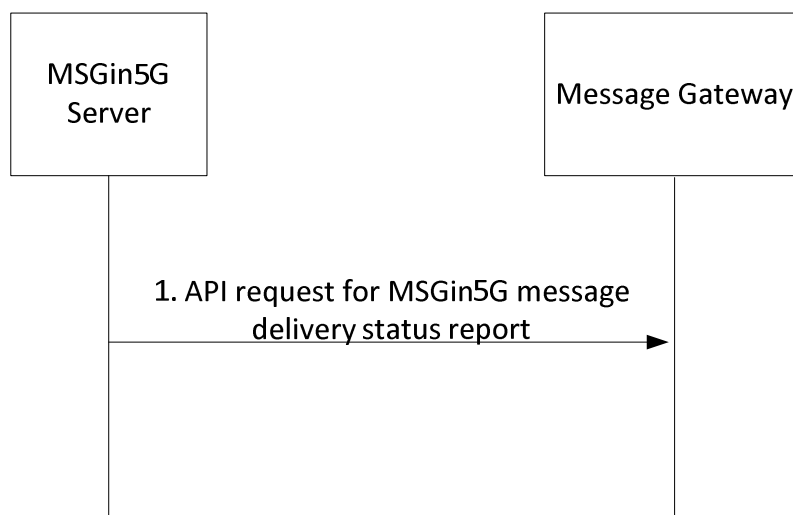 MSGin5G
Server
Message Gateway
1. API request for MSGin5G message
delivery status report